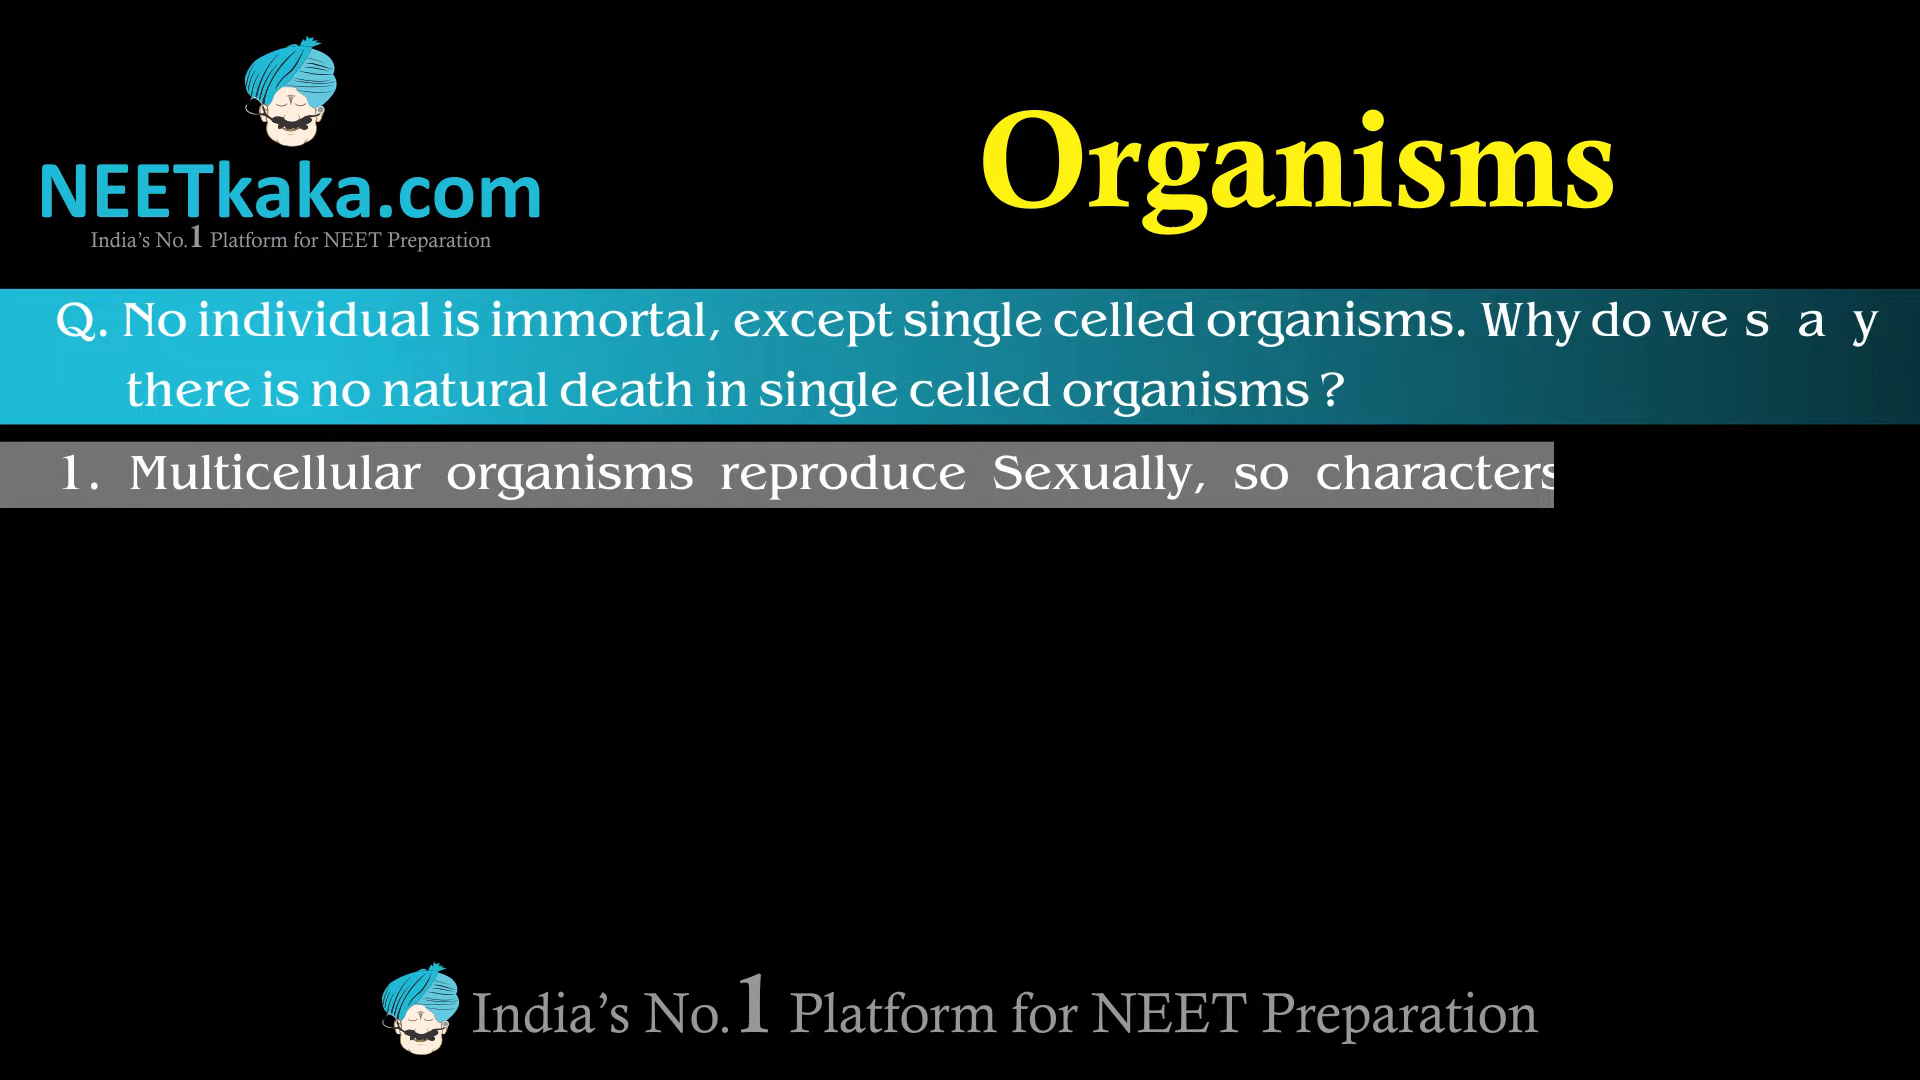 NEETkaka.com
India's No.1 Platform for NEET Preparation
Organisms
Q. No individual is immortal, except single celled organisms. Why do we s a y
there is no natural death in single celled organisms ?
1. Multicellular organisms reproduce Sexually, so characters
India's No.1 Platform for NEET Preparation